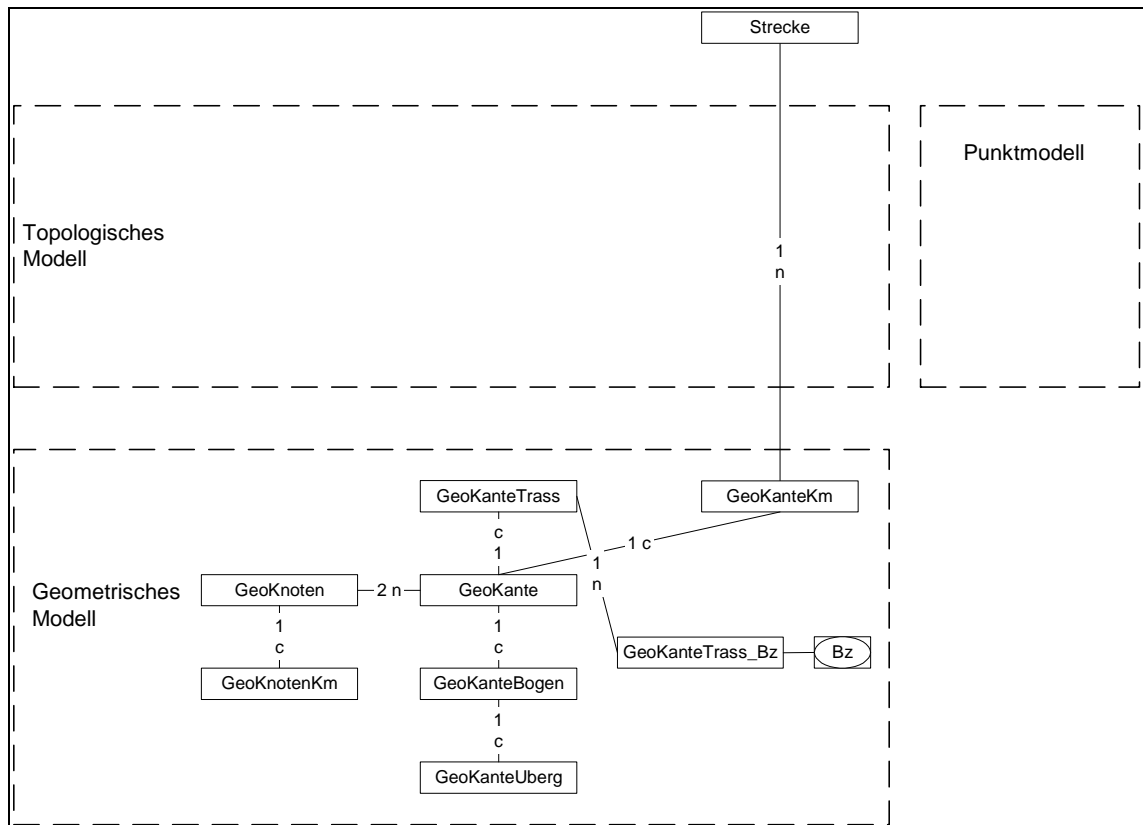 Strecke
Punktmodell
Topologisches
Modell
1
n
GeoKanteTrass
GeoKanteKm
c
1
1 c
1
n
Geometrisches
Modell
GeoKnoten
2 n
GeoKante
1
c
1
c
GeoKanteTrass_Bz
Bz
GeoKnotenKm
GeoKanteBogen
1
c
GeoKanteUberg